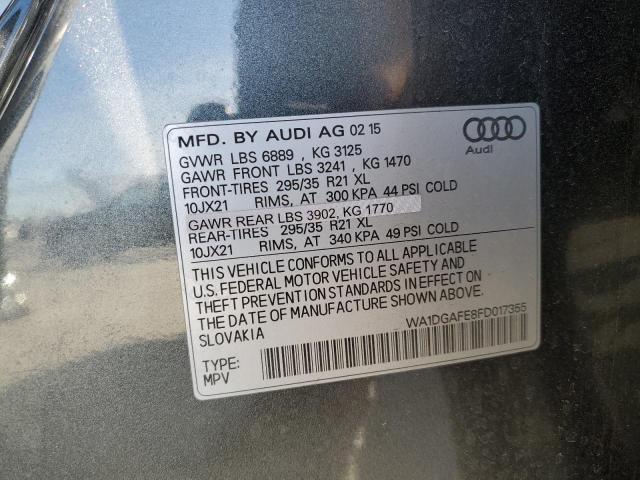 MFD. BY AUDI AG 02 15
GVWR LBS 6889 , KG 3125
GAWR FRONT LBS 3241 , KG 1470
FRONT-TIRES 295/35 R21 XL
10JX21 RIMS, AT 300 KPA 44 PSI COLD
GAWR REAR LBS 3902, KG 1770
REAR-TIRES 295/35 R21 XL
10JX21 RIMS, AT 340 KPA 49 PSI COLD
THIS VEHICLE CONFORMS TO ALL APPLICABLE
U.S. FEDERAL MOTOR VEHICLE SAFETY AND
THEFT PREVENTION STANDARDS IN EFFECT ON
THE DATE OF MANUFACTURE SHOWN ABOVE.
SLOVAKIA
WA1DGAFE8FD017355
TYPE:
MPV
Audi